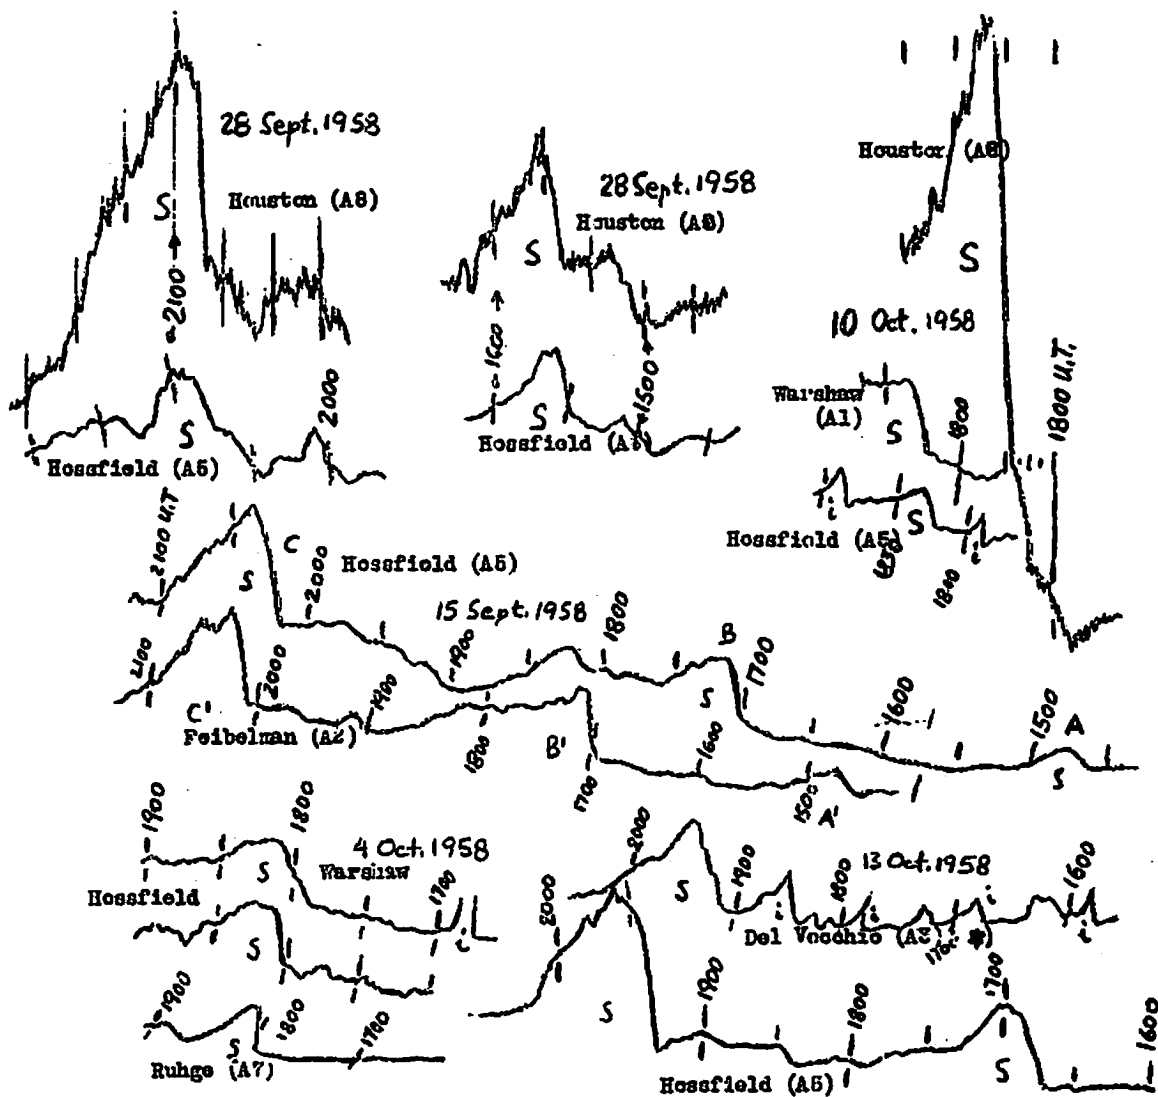 28 Sept. 1958
Houston (A8)
S
2100
S
2000
Hossfield (A5)
28 Sept. 1958
Houston (A8)
S
1600
S
1500
Hossfield
Houston (A8)
S
10 Oct. 1958
Warshaw
(A1)
S
1800
1800 U.T.
S
i
i
Hossfield (A5)
1830
1800
2100 U.T
C
S
2000
Hossfield (A5)
15 Sept. 1958
1900
1800
B
S
1700
1600
1500
A
S
2100
2000
C'
1900
Feibelman (A2)
1800
B'
1700
1600
1500
A'
1900
1800
S
4 Oct. 1958
Warshaw
1700
i
Hossfield
S
1900
1800
1700
S
Ruhge (A7)
2000
S
1900
1800
i
13 Oct. 1958
i
1600
i
Del Vecchio (A3)
1700
2000
S
1900
1800
1700
S
1600
Hossfield (A5)